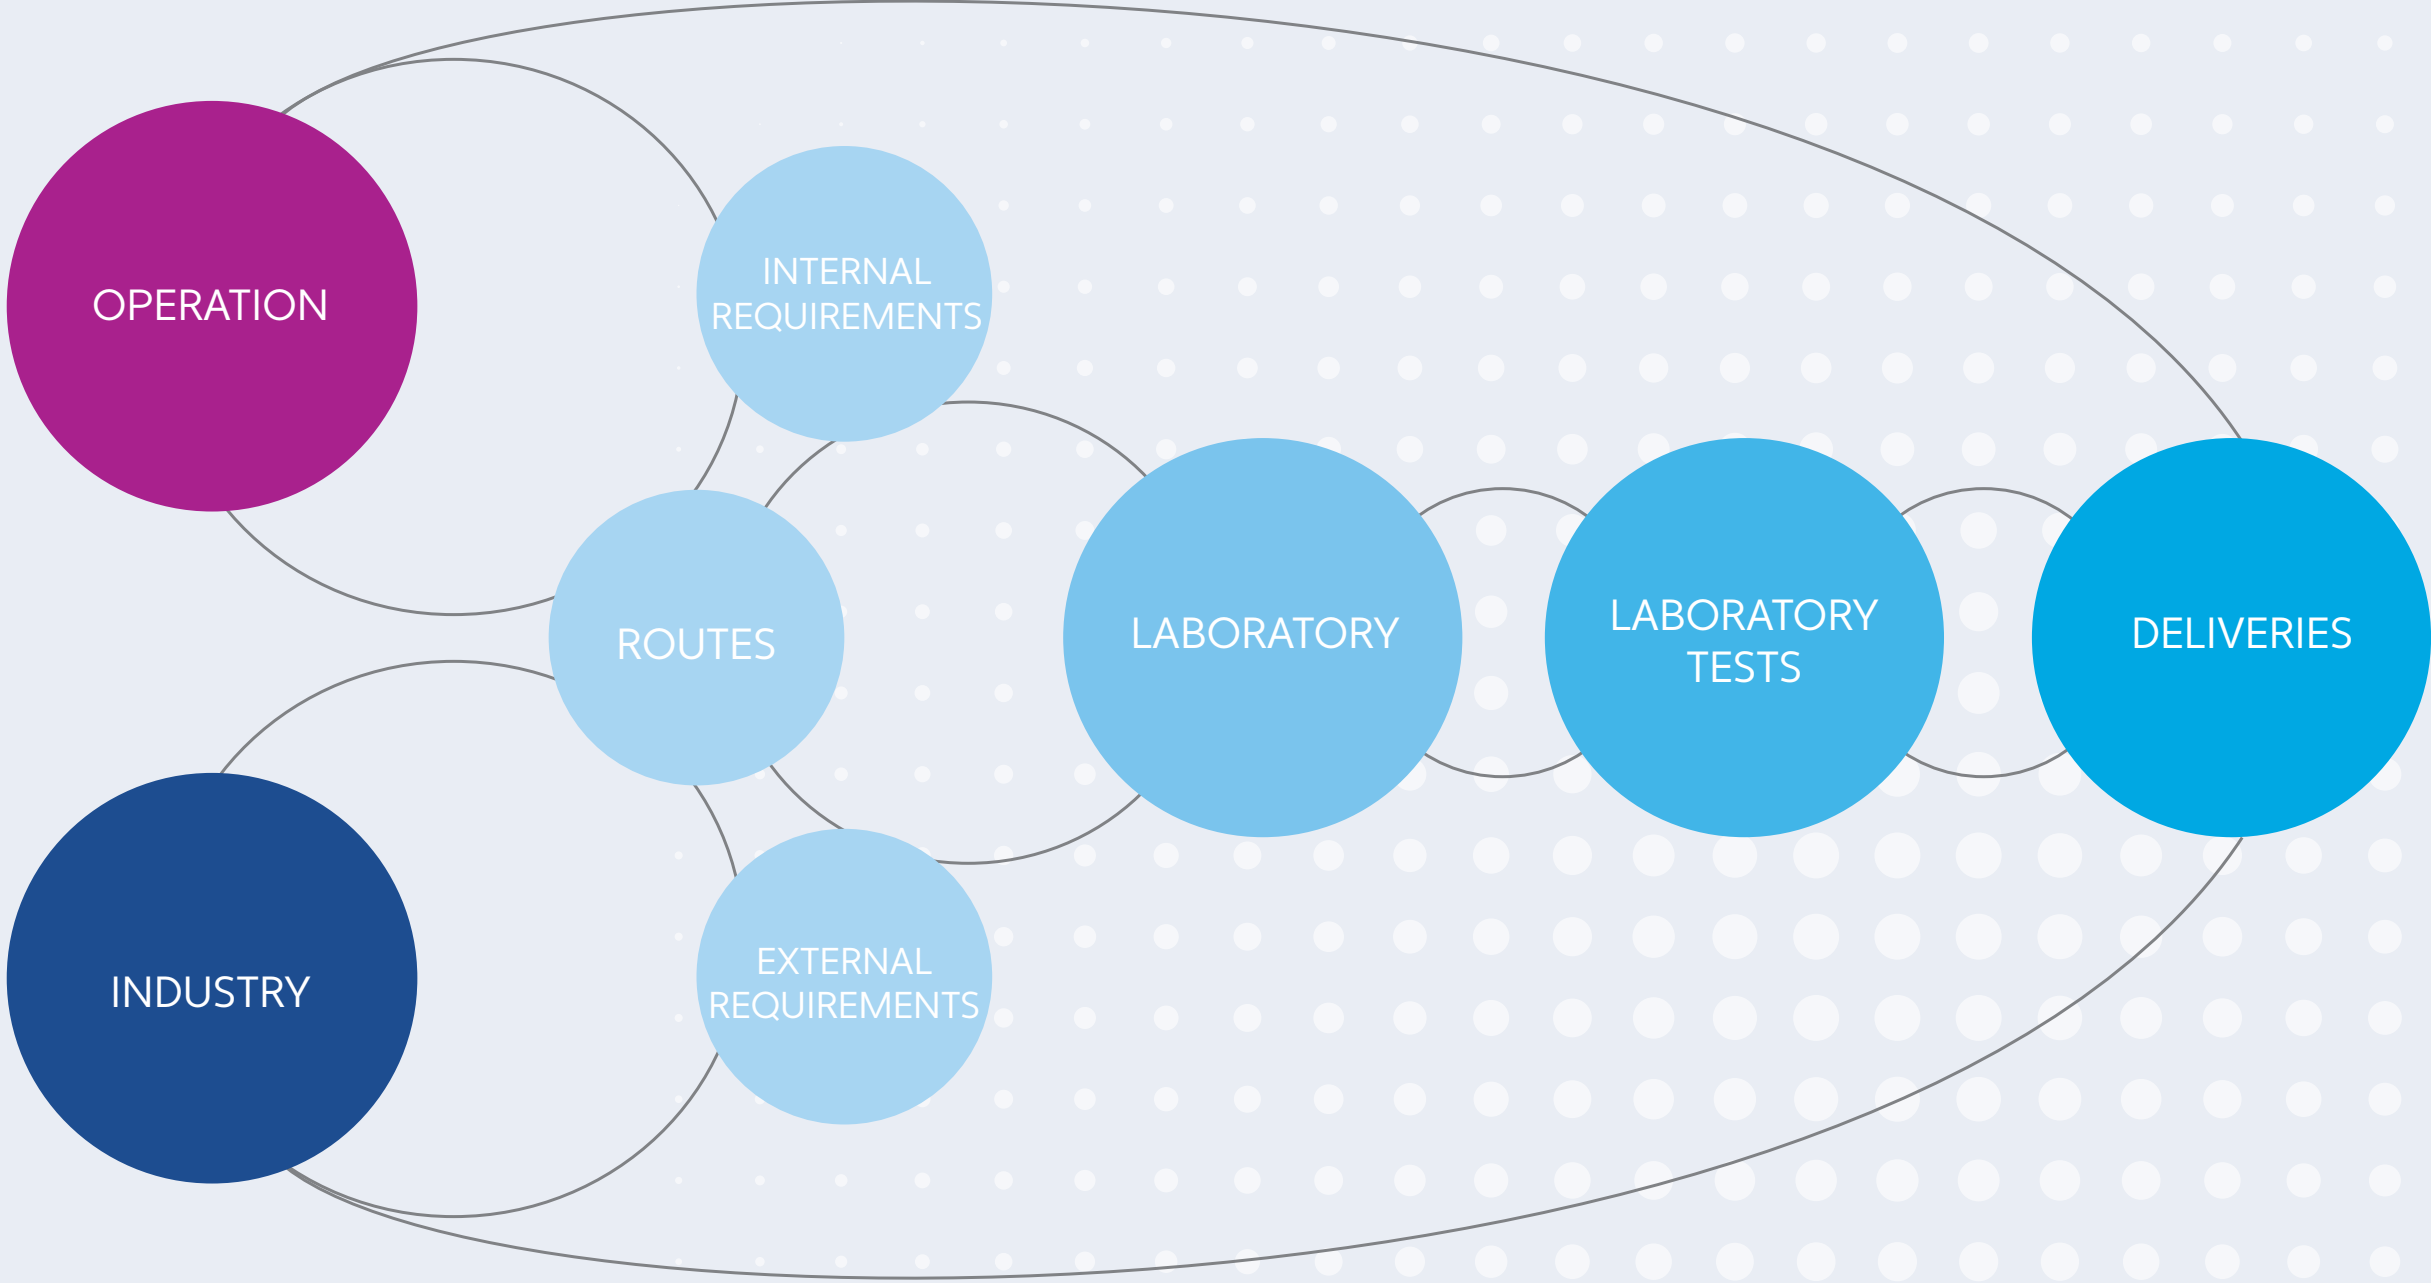 OPERATION
INTERNAL
REQUIREMENTS
ROUTES
LABORATORY
LABORATORY
TESTS
DELIVERIES
INDUSTRY
EXTERNAL
REQUIREMENTS